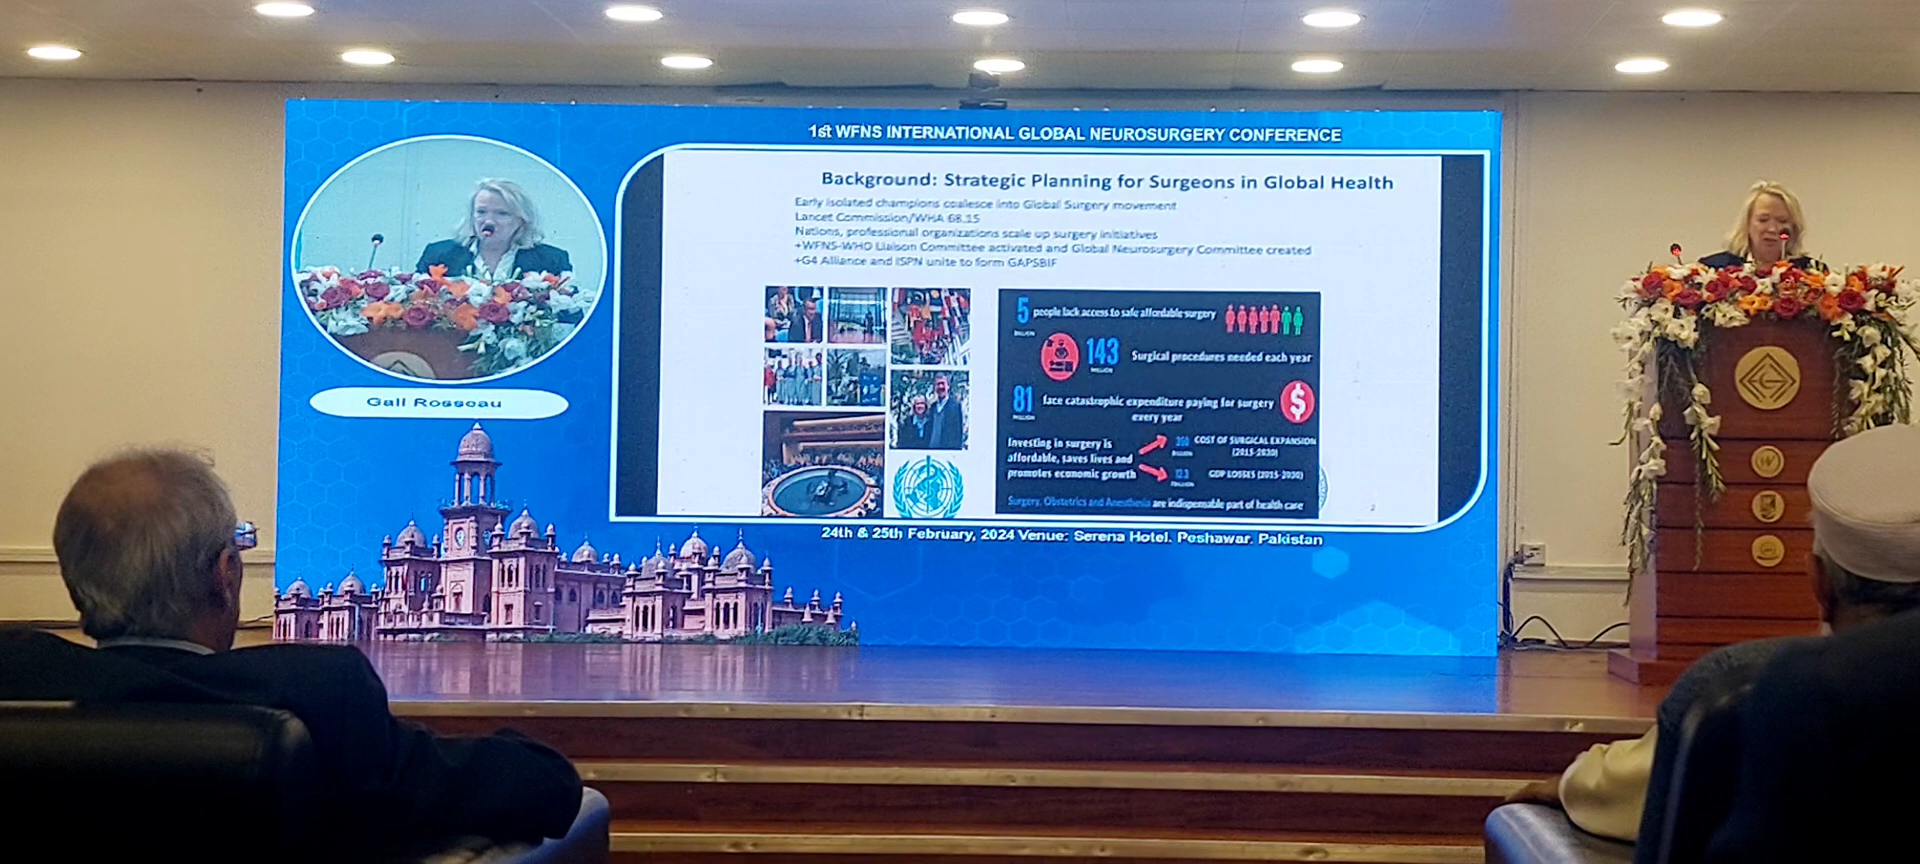 1st WFNS INTERNATIONAL GLOBAL NEUROSURGERY CONFERENCE
Background: Strategic Planning for Surgeons in Global Health
Early isolated champions coalesce into Global Surgery movement
Lancet Commission/WHA 68.15
Nations, professional organizations scale up surgery initiatives
+WFNS-WHO Liaison Committee activated and Global Neurosurgery Committee created
+G4 Alliance and ISPN unite to form GAPSBIF
5 people lack access to safe affordable surgery
BILLION
143 Surgical procedures needed each year
MILLION
81 face catastrophic expenditure paying for surgery
MILLION
every year
Investing in surgery is
affordable, saves lives and
promotes economic growth
COST OF SURGICAL EXPANSION
(2015-2030)
GDP LOSSES (2015-2030)
Surgery, Obstetrics and Anesthesia are indispensable part of health care
Gail Rosseau
24th & 25th February, 2024 Venue: Serena Hotel, Peshawar, Pakistan